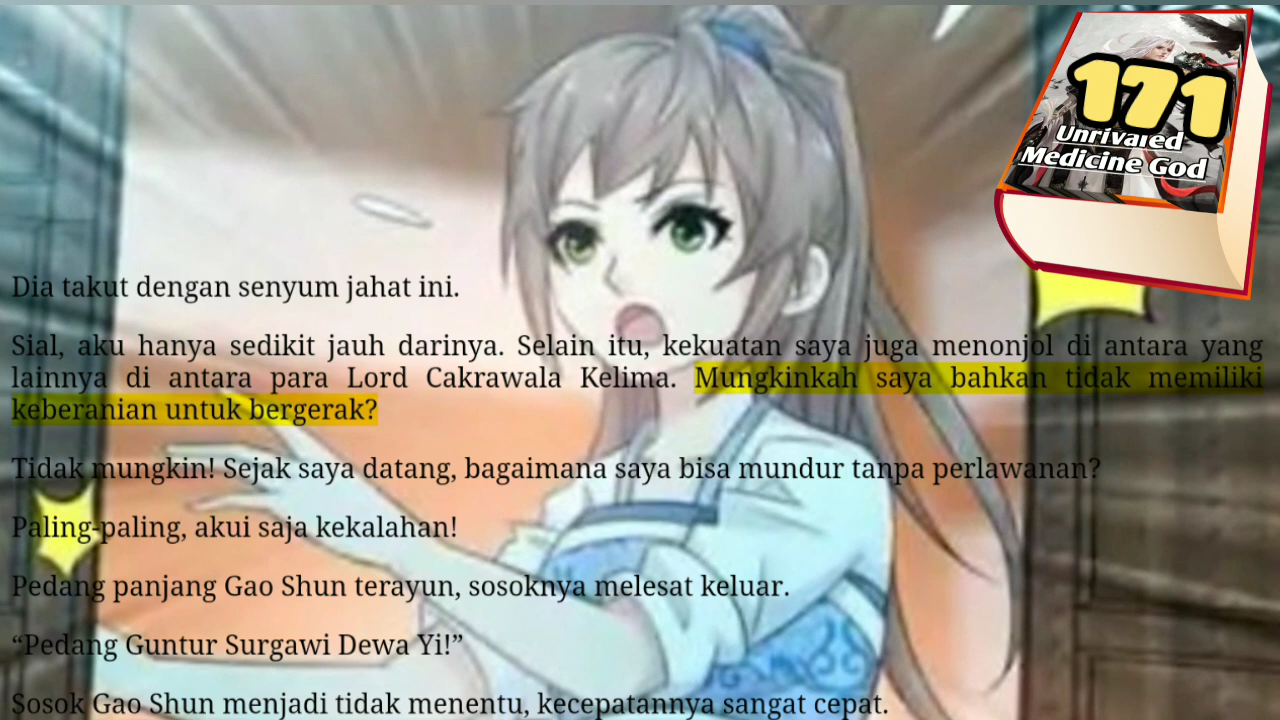 171
Unrivaled
Medicine God
Dia takut dengan senyum jahat ini.
Sial, aku hanya sedikit jauh darinya. Selain itu, kekuatan saya juga menonjol di antara yang
lainnya di antara para Lord Cakrawala Kelima. Mungkinkah saya bahkan tidak memiliki
keberanian untuk bergerak?
Tidak mungkin! Sejak saya datang, bagaimana saya bisa mundur tanpa perlawanan?
Paling-paling, akui saja kekalahan!
Pedang panjang Gao Shun terayun, sosoknya melesat keluar.
“Pedang Guntur Surgawi Dewa Yi!”
Sosok Gao Shun menjadi tidak menentu, kecepatannya sangat cepat.